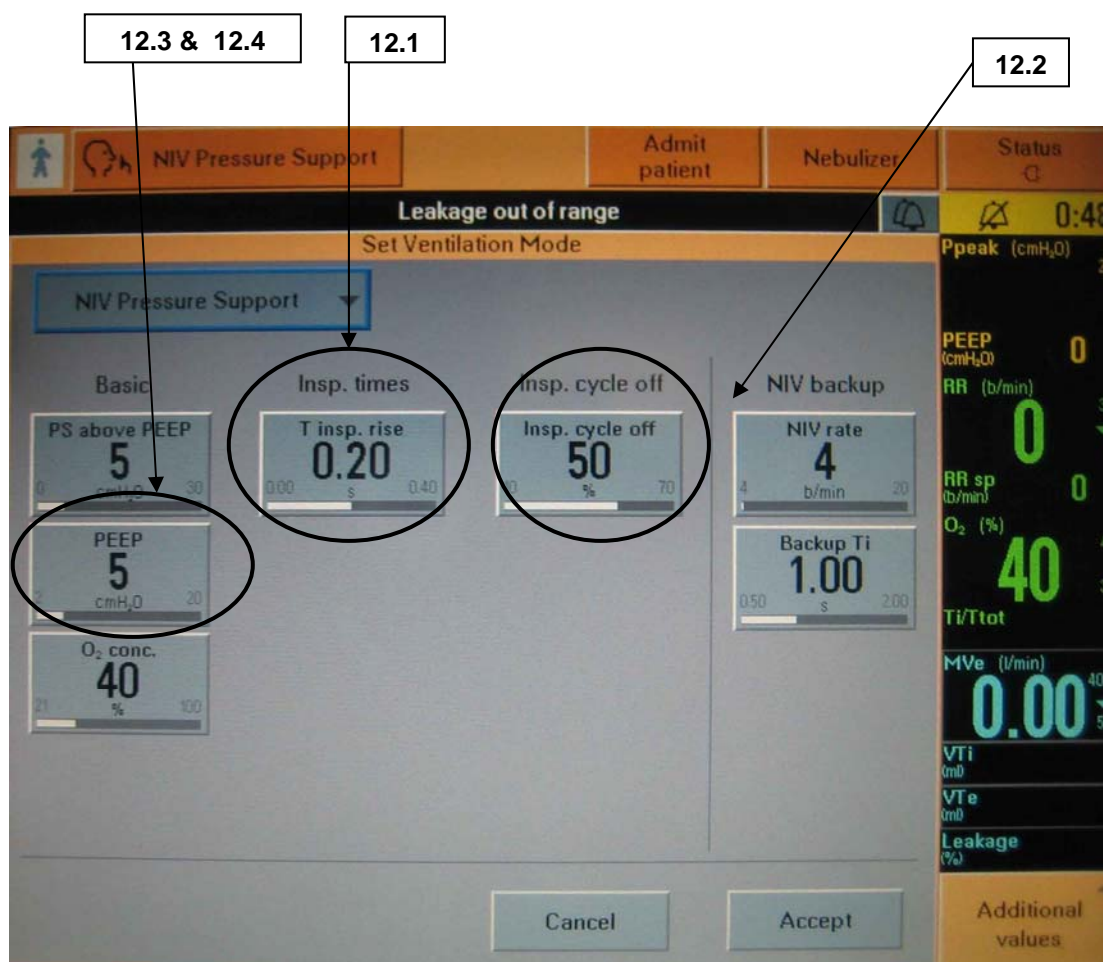 12.3 & 12.4
12.1
12.2
NIV Pressure Support
Admit
patient
Nebulizer
Status
Leakage out of range
0:48
Set Ventilation Mode
NIV Pressure Support
Basic
Insp. times
Insp. cycle off
NIV backup
PS above PEEP
5
cmH₂O
0 30
T insp. rise
0.20
0.00 s 0.40
Insp. cycle off
50
% 70
NIV rate
4
4 b/min 20
PEEP
5
2 cmH₂O 20
Backup Ti
1.00
0.50 s 2.00
O₂ conc.
40
21 % 100
Cancel
Accept
Ppeak (cmH₂O)
PEEP
(cmH₂O)
0
RR (b/min)
0
RR sp
(b/min)
0
O₂ (%)
40
Ti/Ttot
MVe (l/min)
40
0.00
5
VTi
(ml)
VTe
(ml)
Leakage
(%)
Additional
values